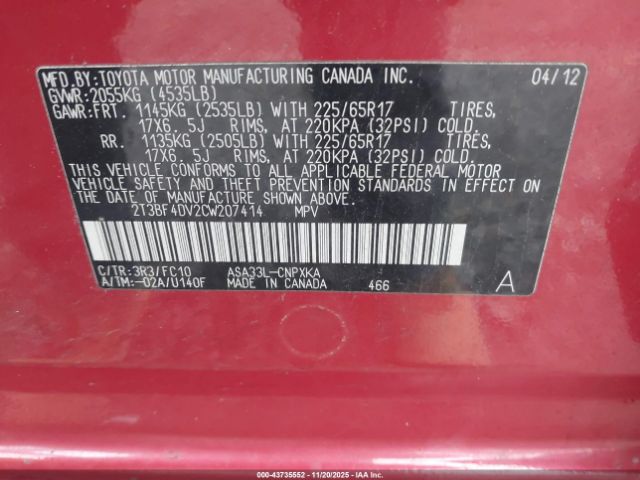 MFD.BY:TOYOTA MOTOR MANUFACTURING CANADA INC. 04/12
GVWR:2055KG (4535LB)
GAWR:FRT. 1145KG (2535LB) WITH 225/65R17 TIRES,
17X6.5J RIMS, AT 220KPA (32PSI) COLD.
RR. 1135KG (2505LB) WITH 225/65R17 TIRES,
17X6.5J RIMS, AT 220KPA (32PSI) COLD.
THIS VEHICLE CONFORMS TO ALL APPLICABLE FEDERAL MOTOR
VEHICLE SAFETY AND THEFT PREVENTION STANDARDS IN EFFECT ON
THE DATE OF MANUFACTURE SHOWN ABOVE.
2T3BF4DV2CW207414 MPV
C/TR:3R3/FC10 ASA33L-CNPXKA
A/TM:-02A/U140F MADE IN CANADA 466 A
000-43735552 - 11/20/2025 - IAA, Inc.